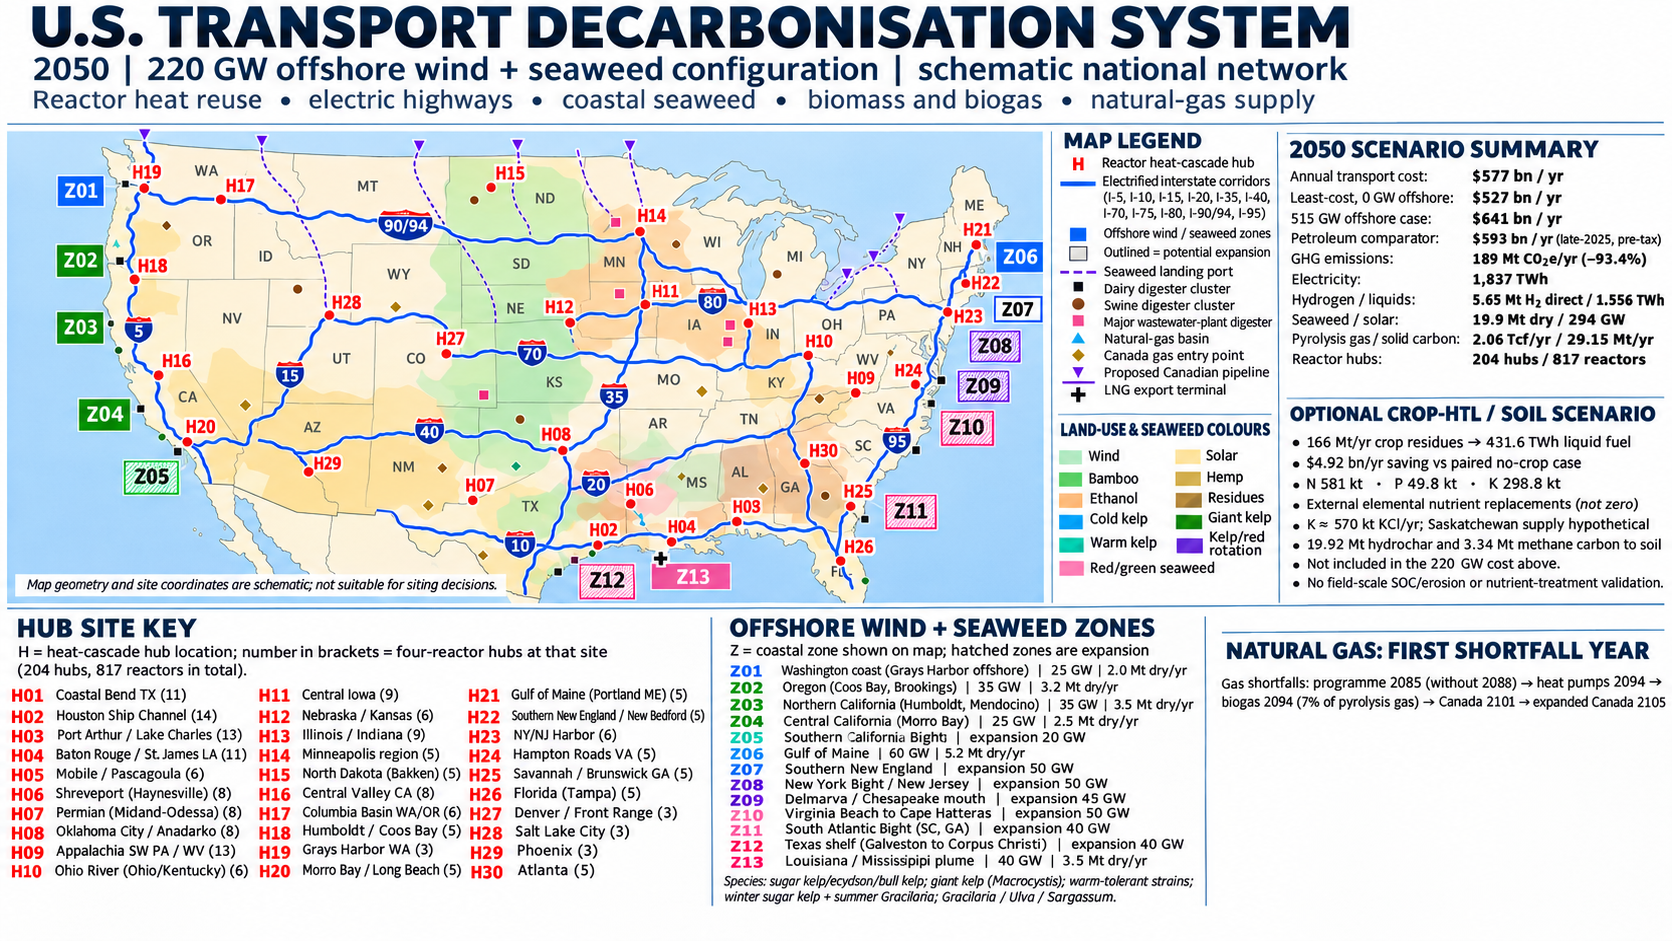 U.S. TRANSPORT DECARBONISATION SYSTEM
2050 | 220 GW offshore wind + seaweed configuration | schematic national network
Reactor heat reuse • electric highways • coastal seaweed • biomass and biogas • natural-gas supply
Z01
Z02
Z03
Z04
Z05
Z06
Z07
Z08
Z09
Z10
Z11
Z12
Z13
H19
H17
H15
H14
H21
H22
H23
H18
H28
H12
H11
H13
H27
H10
H16
H09
H24
H20
H29
H08
H30
H07
H06
H25
H02
H04
H03
H26
WA
MT
ND
OR
ID
WY
SD
MN
WI
MI
ME
NH
NY
NV
UT
CO
NE
IA
IN
OH
PA
WV
VA
CA
KS
MO
KY
AZ
NM
AR
TN
SC
TX
MS
AL
GA
FL
90/94
5
15
80
70
35
40
20
10
95
Map geometry and site coordinates are schematic; not suitable for siting decisions.
MAP LEGEND
H Reactor heat-cascade hub
Electrified interstate corridors
(I-5, I-10, I-15, I-20, I-35, I-40,
I-70, I-75, I-80, I-90/94, I-95)
Offshore wind / seaweed zones
Outlined = potential expansion
Seaweed landing port
Dairy digester cluster
Swine digester cluster
Major wastewater-plant digester
Natural-gas basin
Canada gas entry point
Proposed Canadian pipeline
LNG export terminal
LAND-USE & SEAWEED COLOURS
Wind
Solar
Bamboo
Hemp
Ethanol
Residues
Cold kelp
Giant kelp
Warm kelp
Kelp/red
rotation
Red/green seaweed
2050 SCENARIO SUMMARY
Annual transport cost: $577 bn / yr
Least-cost, 0 GW offshore: $527 bn / yr
515 GW offshore case: $641 bn / yr
Petroleum comparator: $593 bn / yr (late-2025, pre-tax)
GHG emissions: 189 Mt CO₂e/yr (−93.4%)
Electricity: 1,837 TWh
Hydrogen / liquids: 5.65 Mt H₂ direct / 1.556 TWh
Seaweed / solar: 19.9 Mt dry / 294 GW
Pyrolysis gas / solid carbon: 2.06 Tcf/yr / 29.15 Mt/yr
Reactor hubs: 204 hubs / 817 reactors
OPTIONAL CROP-HTL / SOIL SCENARIO
• 166 Mt/yr crop residues → 431.6 TWh liquid fuel
• $4.92 bn/yr saving vs paired no-crop case
• N 581 kt · P 49.8 kt · K 298.8 kt
• External elemental nutrient replacements (not zero)
• K ≈ 570 kt KCl/yr; Saskatchewan supply hypothetical
• 19.92 Mt hydrochar and 3.34 Mt methane carbon to soil
• Not included in the 220 GW cost above.
• No field-scale SOC/erosion or nutrient-treatment validation.
HUB SITE KEY
H = heat-cascade hub location; number in brackets = four-reactor hubs at that site
(204 hubs, 817 reactors in total).
H01 Coastal Bend TX (11)
H02 Houston Ship Channel (14)
H03 Port Arthur / Lake Charles (13)
H04 Baton Rouge / St. James LA (11)
H05 Mobile / Pascagoula (6)
H06 Shreveport (Haynesville) (8)
H07 Permian (Midand-Odessa) (8)
H08 Oklahoma City / Anadarko (8)
H09 Appalachia SW PA / WV (13)
H10 Ohio River (Ohio/Kentucky) (6)
H11 Central Iowa (9)
H12 Nebraska / Kansas (6)
H13 Illinois / Indiana (9)
H14 Minneapolis region (5)
H15 North Dakota (Bakken) (5)
H16 Central Valley CA (8)
H17 Columbia Basin WA/OR (6)
H18 Humboldt / Coos Bay (5)
H19 Grays Harbor WA (3)
H20 Morro Bay / Long Beach (5)
H21 Gulf of Maine (Portland ME) (5)
H22 Southern New England / New Bedford (5)
H23 NY/NJ Harbor (6)
H24 Hampton Roads VA (5)
H25 Savannah / Brunswick GA (5)
H26 Florida (Tampa) (5)
H27 Denver / Front Range (3)
H28 Salt Lake City (3)
H29 Phoenix (3)
H30 Atlanta (5)
OFFSHORE WIND + SEAWEED ZONES
Z = coastal zone shown on map; hatched zones are expansion
Z01 Washington coast (Grays Harbor offshore) | 25 GW | 2.0 Mt dry/yr
Z02 Oregon (Coos Bay, Brookings) | 35 GW | 3.2 Mt dry/yr
Z03 Northern California (Humboldt, Mendocino) | 35 GW | 3.5 Mt dry/yr
Z04 Central California (Morro Bay) | 25 GW | 2.5 Mt dry/yr
Z05 Southern California Bight | expansion 20 GW
Z06 Gulf of Maine | 60 GW | 5.2 Mt dry/yr
Z07 Southern New England | expansion 50 GW
Z08 New York Bight / New Jersey | expansion 50 GW
Z09 Delmarva / Chesapeake mouth | expansion 45 GW
Z10 Virginia Beach to Cape Hatteras | expansion 50 GW
Z11 South Atlantic Bight (SC, GA) | expansion 40 GW
Z12 Texas shelf (Galveston to Corpus Christi) | expansion 40 GW
Z13 Louisiana / Mississippi plume | 40 GW | 3.5 Mt dry/yr
Species: sugar kelp/ecydson/bull kelp; giant kelp (Macrocystis); warm-tolerant strains;
winter sugar kelp + summer Gracilaria; Gracilaria / Ulva / Sargassum.
NATURAL GAS: FIRST SHORTFALL YEAR
Gas shortfalls: programme 2085 (without 2088) → heat pumps 2094 →
biogas 2094 (7% of pyrolysis gas) → Canada 2101 → expanded Canada 2105